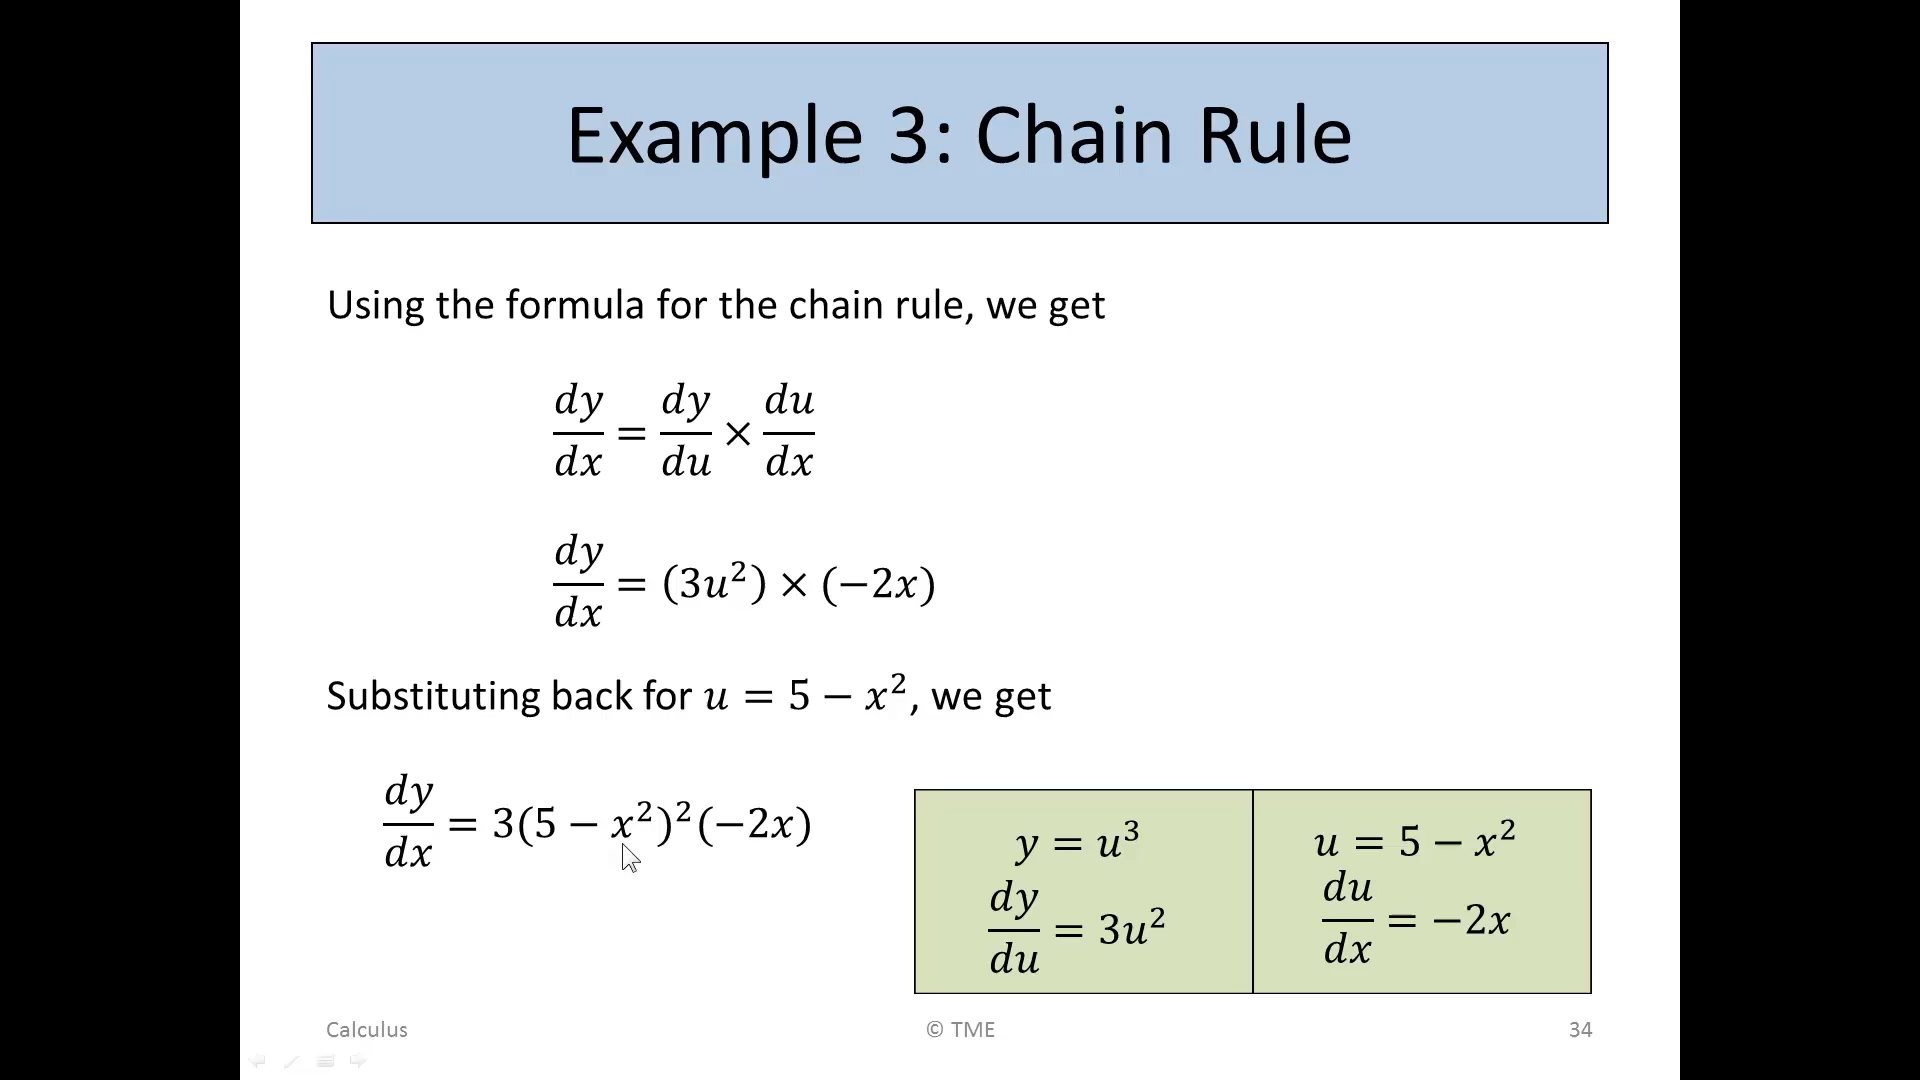 Example 3: Chain Rule
Using the formula for the chain rule, we get
dy/dx = dy/du × du/dx
dy/dx = (3u²) × (−2x)
Substituting back for u = 5 − x², we get
dy/dx = 3(5 − x²)²(−2x)
y = u³
dy/du = 3u²
u = 5 − x²
du/dx = −2x
Calculus
© TME
34